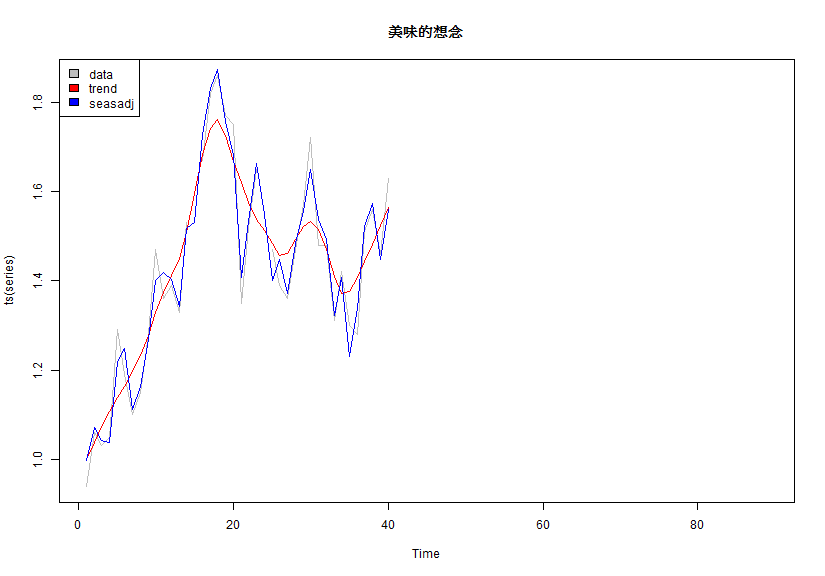 美味的想念
data
trend
seasadj
ts(series)
1.8
1.6
1.4
1.2
1.0
0
20
40
60
80
Time